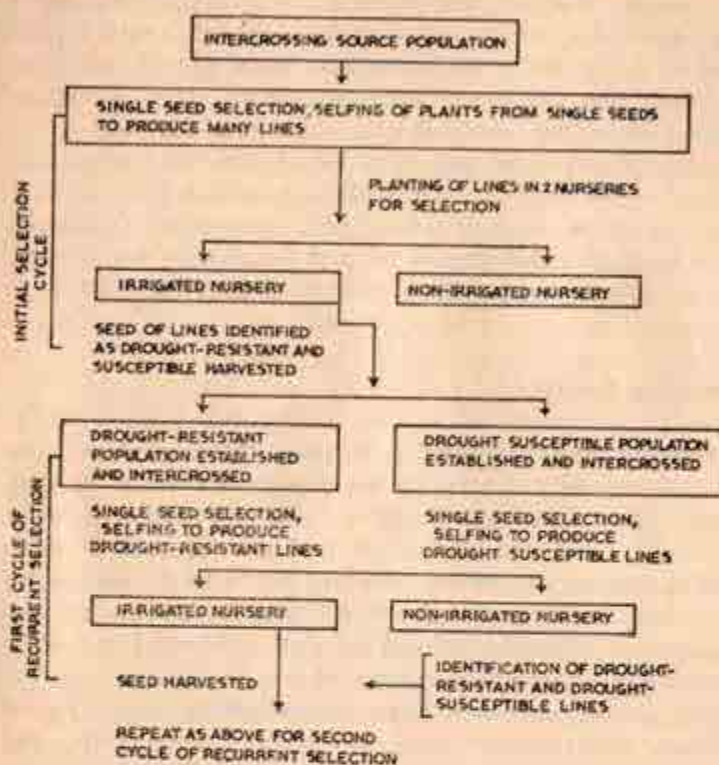 INTERCROSSING SOURCE POPULATION
SINGLE SEED SELECTION, SELFING OF PLANTS FROM SINGLE SEEDS
TO PRODUCE MANY LINES
PLANTING OF LINES IN 2 NURSERIES
FOR SELECTION
INITIAL SELECTION
CYCLE
IRRIGATED NURSERY
NON-IRRIGATED NURSERY
SEED OF LINES IDENTIFIED
AS DROUGHT-RESISTANT AND
SUSCEPTIBLE HARVESTED
DROUGHT-RESISTANT
POPULATION ESTABLISHED
AND INTERCROSSED
DROUGHT SUSCEPTIBLE POPULATION
ESTABLISHED AND INTERCROSSED
FIRST CYCLE OF
RECURRENT SELECTION
SINGLE SEED SELECTION,
SELFING TO PRODUCE
DROUGHT-RESISTANT LINES
SINGLE SEED SELECTION,
SELFING TO PRODUCE
DROUGHT SUSCEPTIBLE LINES
IRRIGATED NURSERY
NON-IRRIGATED NURSERY
SEED HARVESTED
IDENTIFICATION OF DROUGHT-
RESISTANT AND DROUGHT-
SUSCEPTIBLE LINES
REPEAT AS ABOVE FOR SECOND
CYCLE OF RECURRENT SELECTION